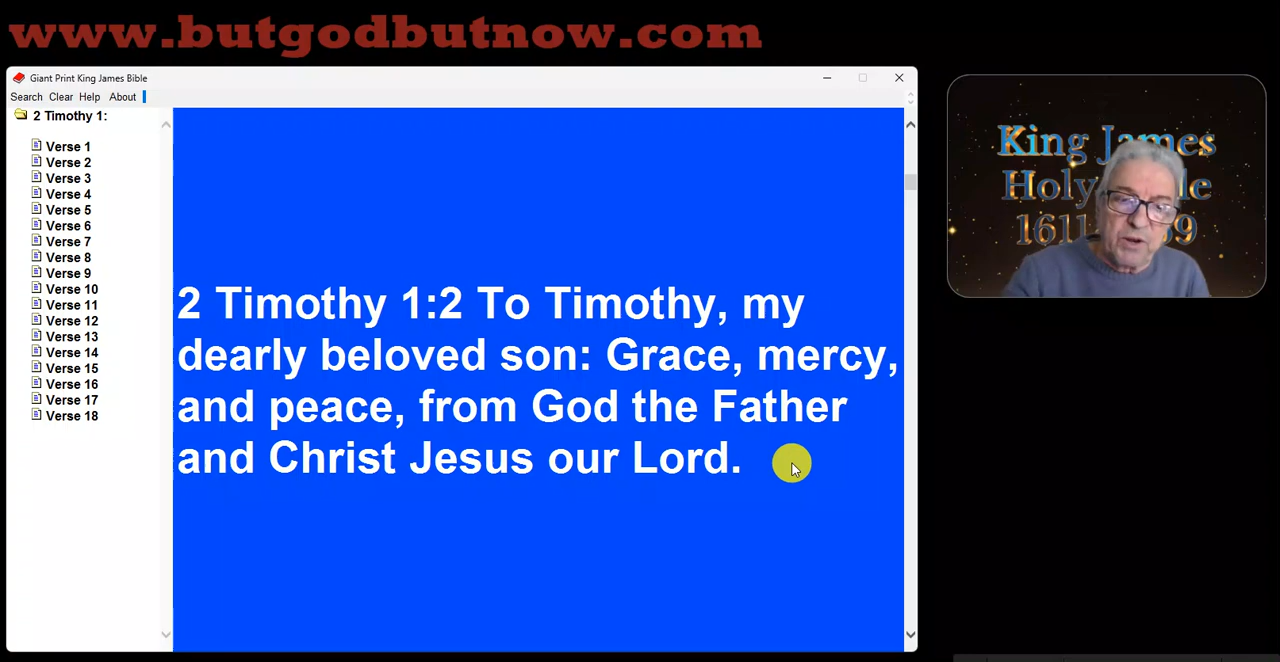 www.butgodbutnow.com
Giant Print King James Bible
Search Clear Help About
2 Timothy 1:
Verse 1
Verse 2
Verse 3
Verse 4
Verse 5
Verse 6
Verse 7
Verse 8
Verse 9
Verse 10
Verse 11
Verse 12
Verse 13
Verse 14
Verse 15
Verse 16
Verse 17
Verse 18
2 Timothy 1:2 To Timothy, my
dearly beloved son: Grace, mercy,
and peace, from God the Father
and Christ Jesus our Lord.
King James
Holy
1611